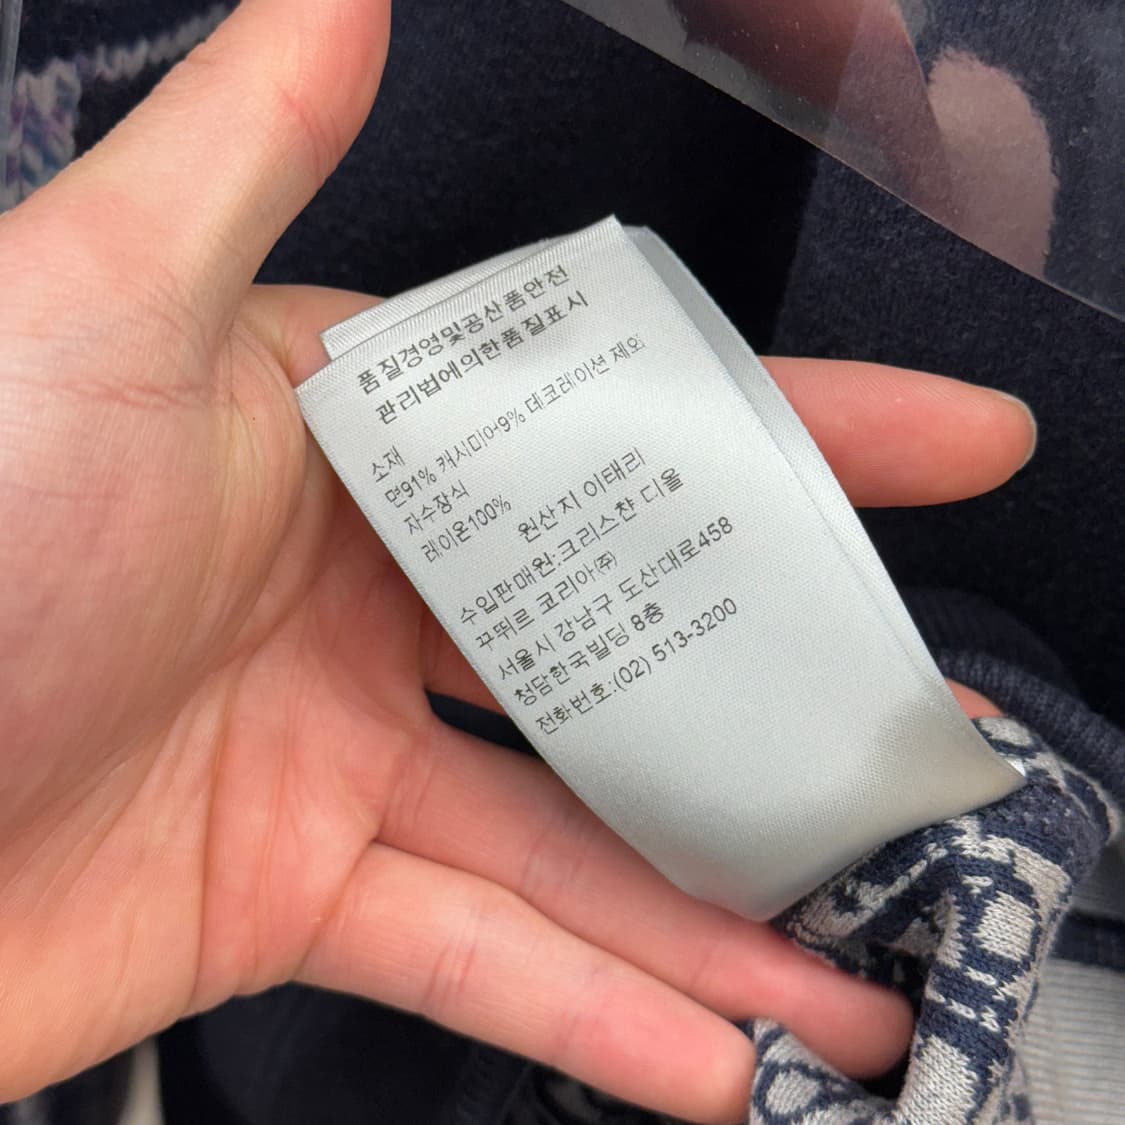 품질경영및공산품안전
관리법에의한품질표시
소재
면91% 캐시미어9% 데코레이션 제외
자수장식
레이온100%
원산지 이태리
수입판매원:크리스챤 디올
꾸뛰르 코리아(주)
서울시 강남구 도산대로458
청담한국빌딩 8층
전화번호:(02) 513-3200